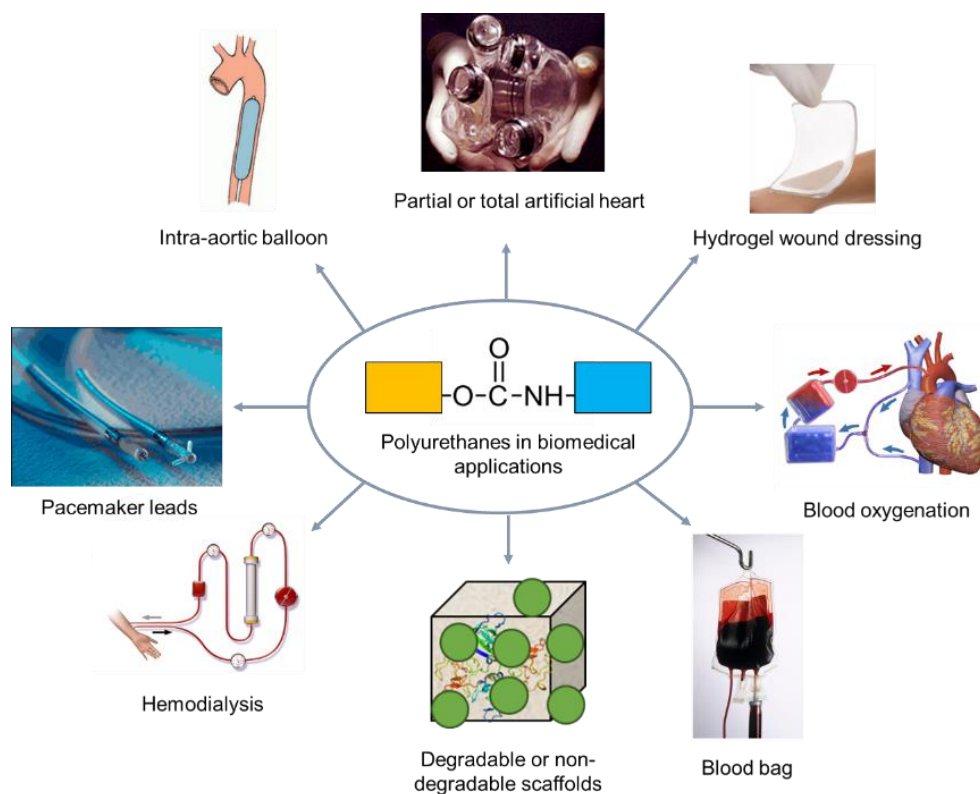 Partial or total artificial heart
Intra-aortic balloon
Hydrogel wound dressing
O
O–C–NH
Polyurethanes in biomedical
applications
Pacemaker leads
Blood oxygenation
Hemodialysis
Degradable or non-
degradable scaffolds
Blood bag